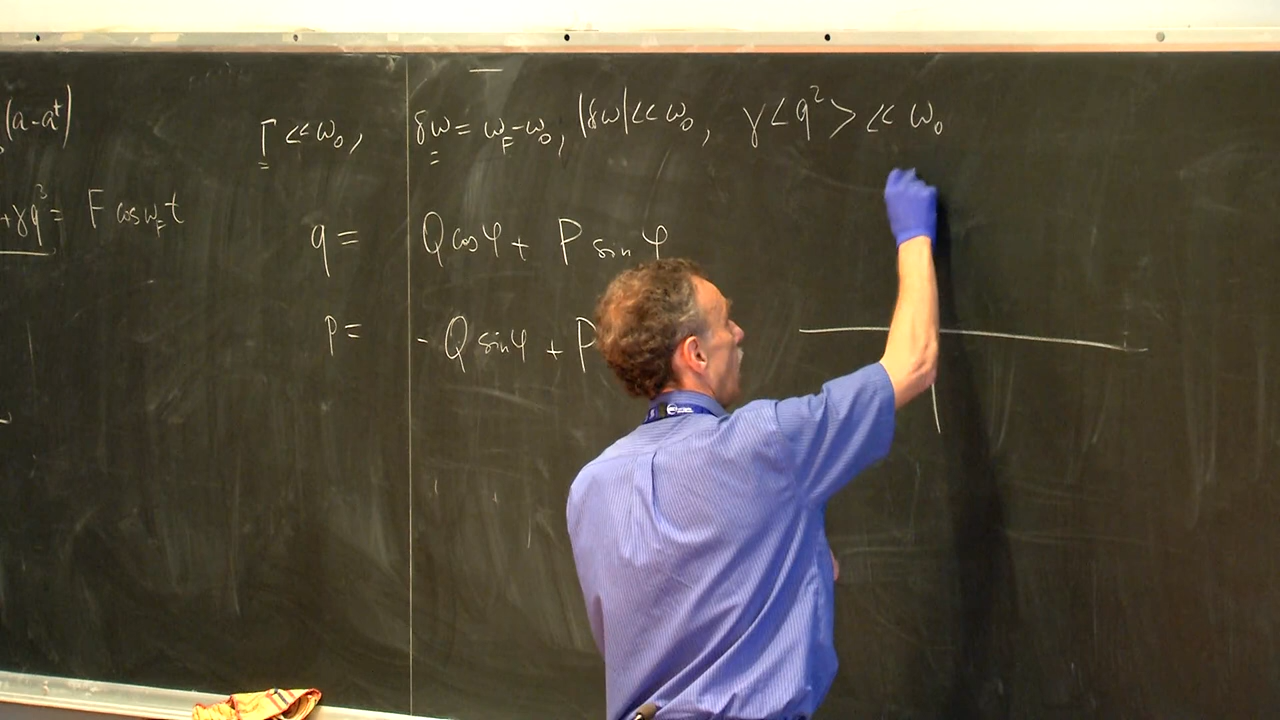 (a-a†)
Γ << ω₀, δω = ω_F-ω₀, |δω| << ω₀, γ<q²> << ω₀
+γq³ = F cos ω_F t
q = Q cos φ + P sin φ
p = - Q sin φ + P